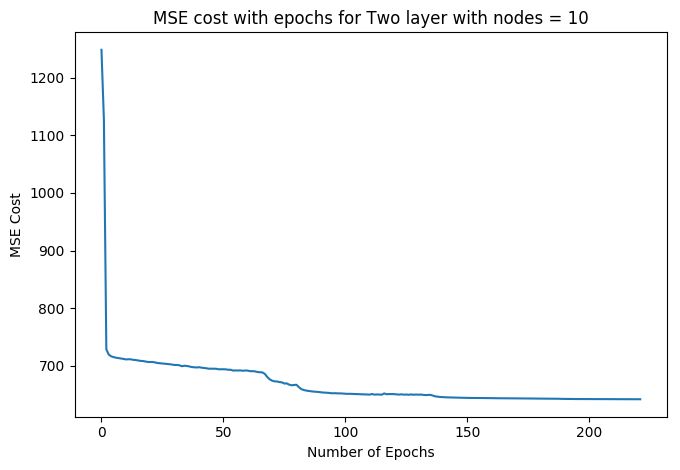 MSE cost with epochs for Two layer with nodes = 10
1200
1100
1000
900
800
700
MSE Cost
0 50 100 150 200
Number of Epochs